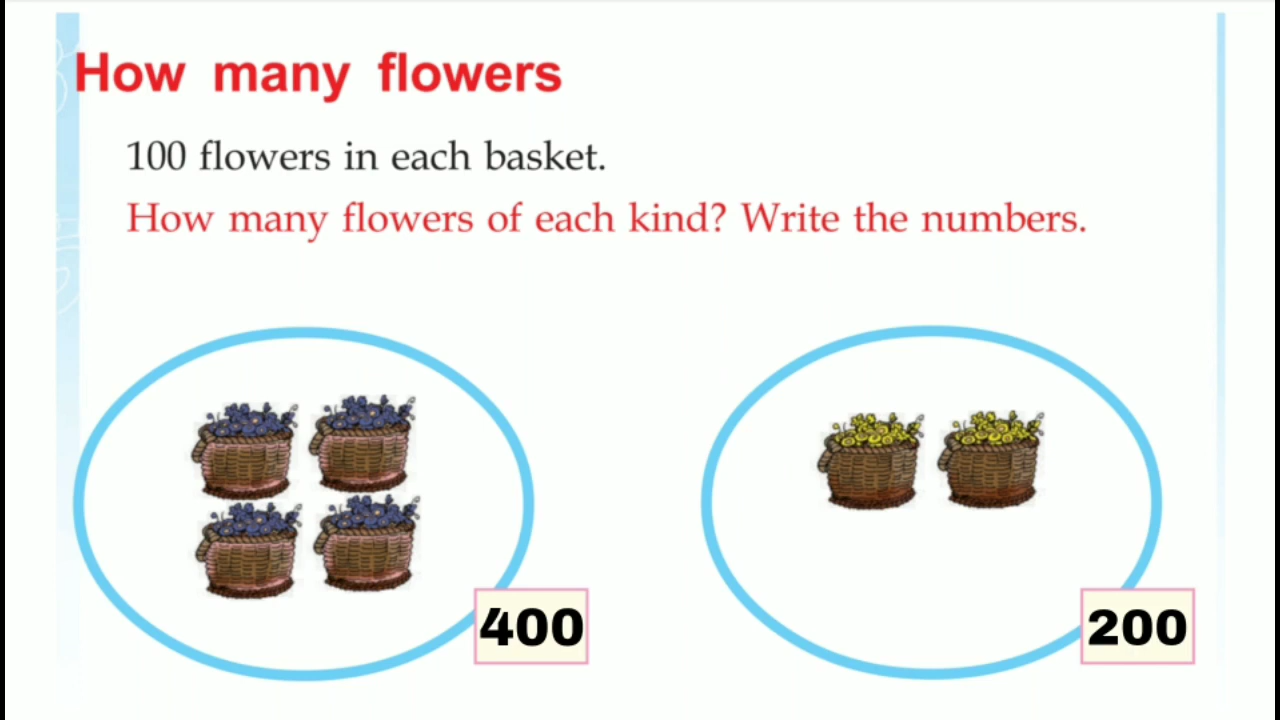 How many flowers
100 flowers in each basket.
How many flowers of each kind? Write the numbers.
400
200